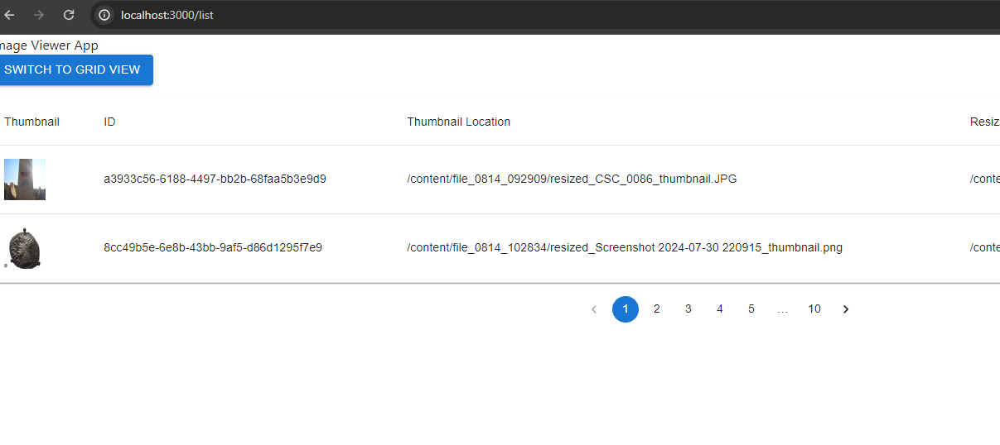 localhost:3000/list
mage Viewer App
SWITCH TO GRID VIEW
Thumbnail ID Thumbnail Location Resiz
a3933c56-6188-4497-bb2b-68faa5b3e9d9 /content/file_0814_092909/resized_CSC_0086_thumbnail.JPG /conte
8cc49b5e-6e8b-43bb-9af5-d86d1295f7e9 /content/file_0814_102834/resized_Screenshot 2024-07-30 220915_thumbnail.png /conte
1 2 3 4 5 … 10